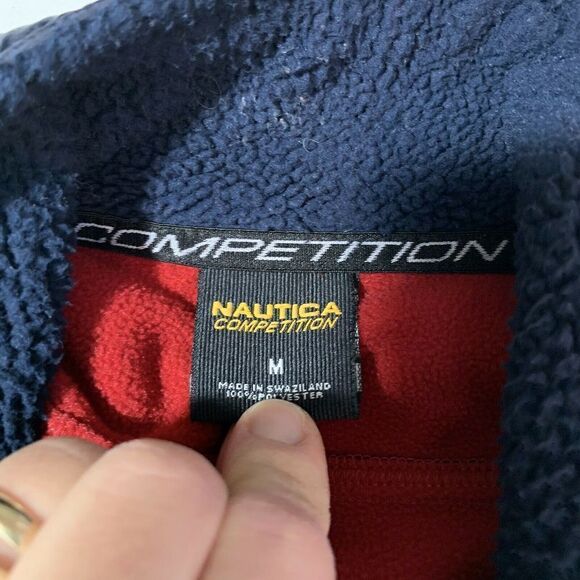 COMPETITION
NAUTICA
COMPETITION
M
MADE IN SWAZILAND
100% POLYESTER